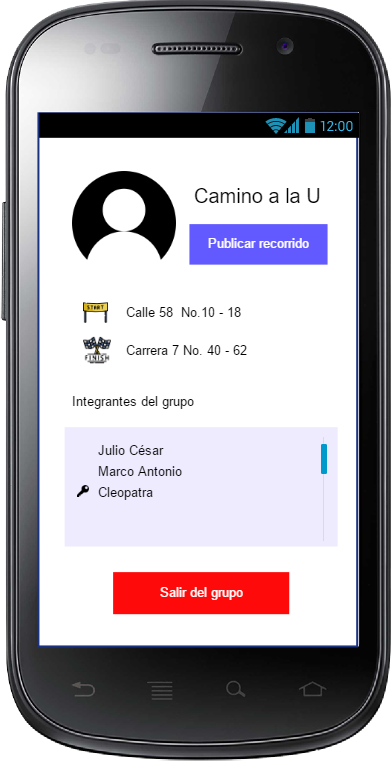 12:00
Camino a la U
Publicar recorrido
START
Calle 58 No.10 - 18
FINISH
Carrera 7 No. 40 - 62
Integrantes del grupo
Julio César
Marco Antonio
Cleopatra
Salir del grupo